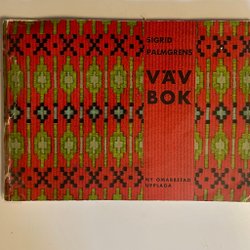 SIGRID
PALMGRENS
VÄV
BOK
NY OMARBETAD
UPPLAGA